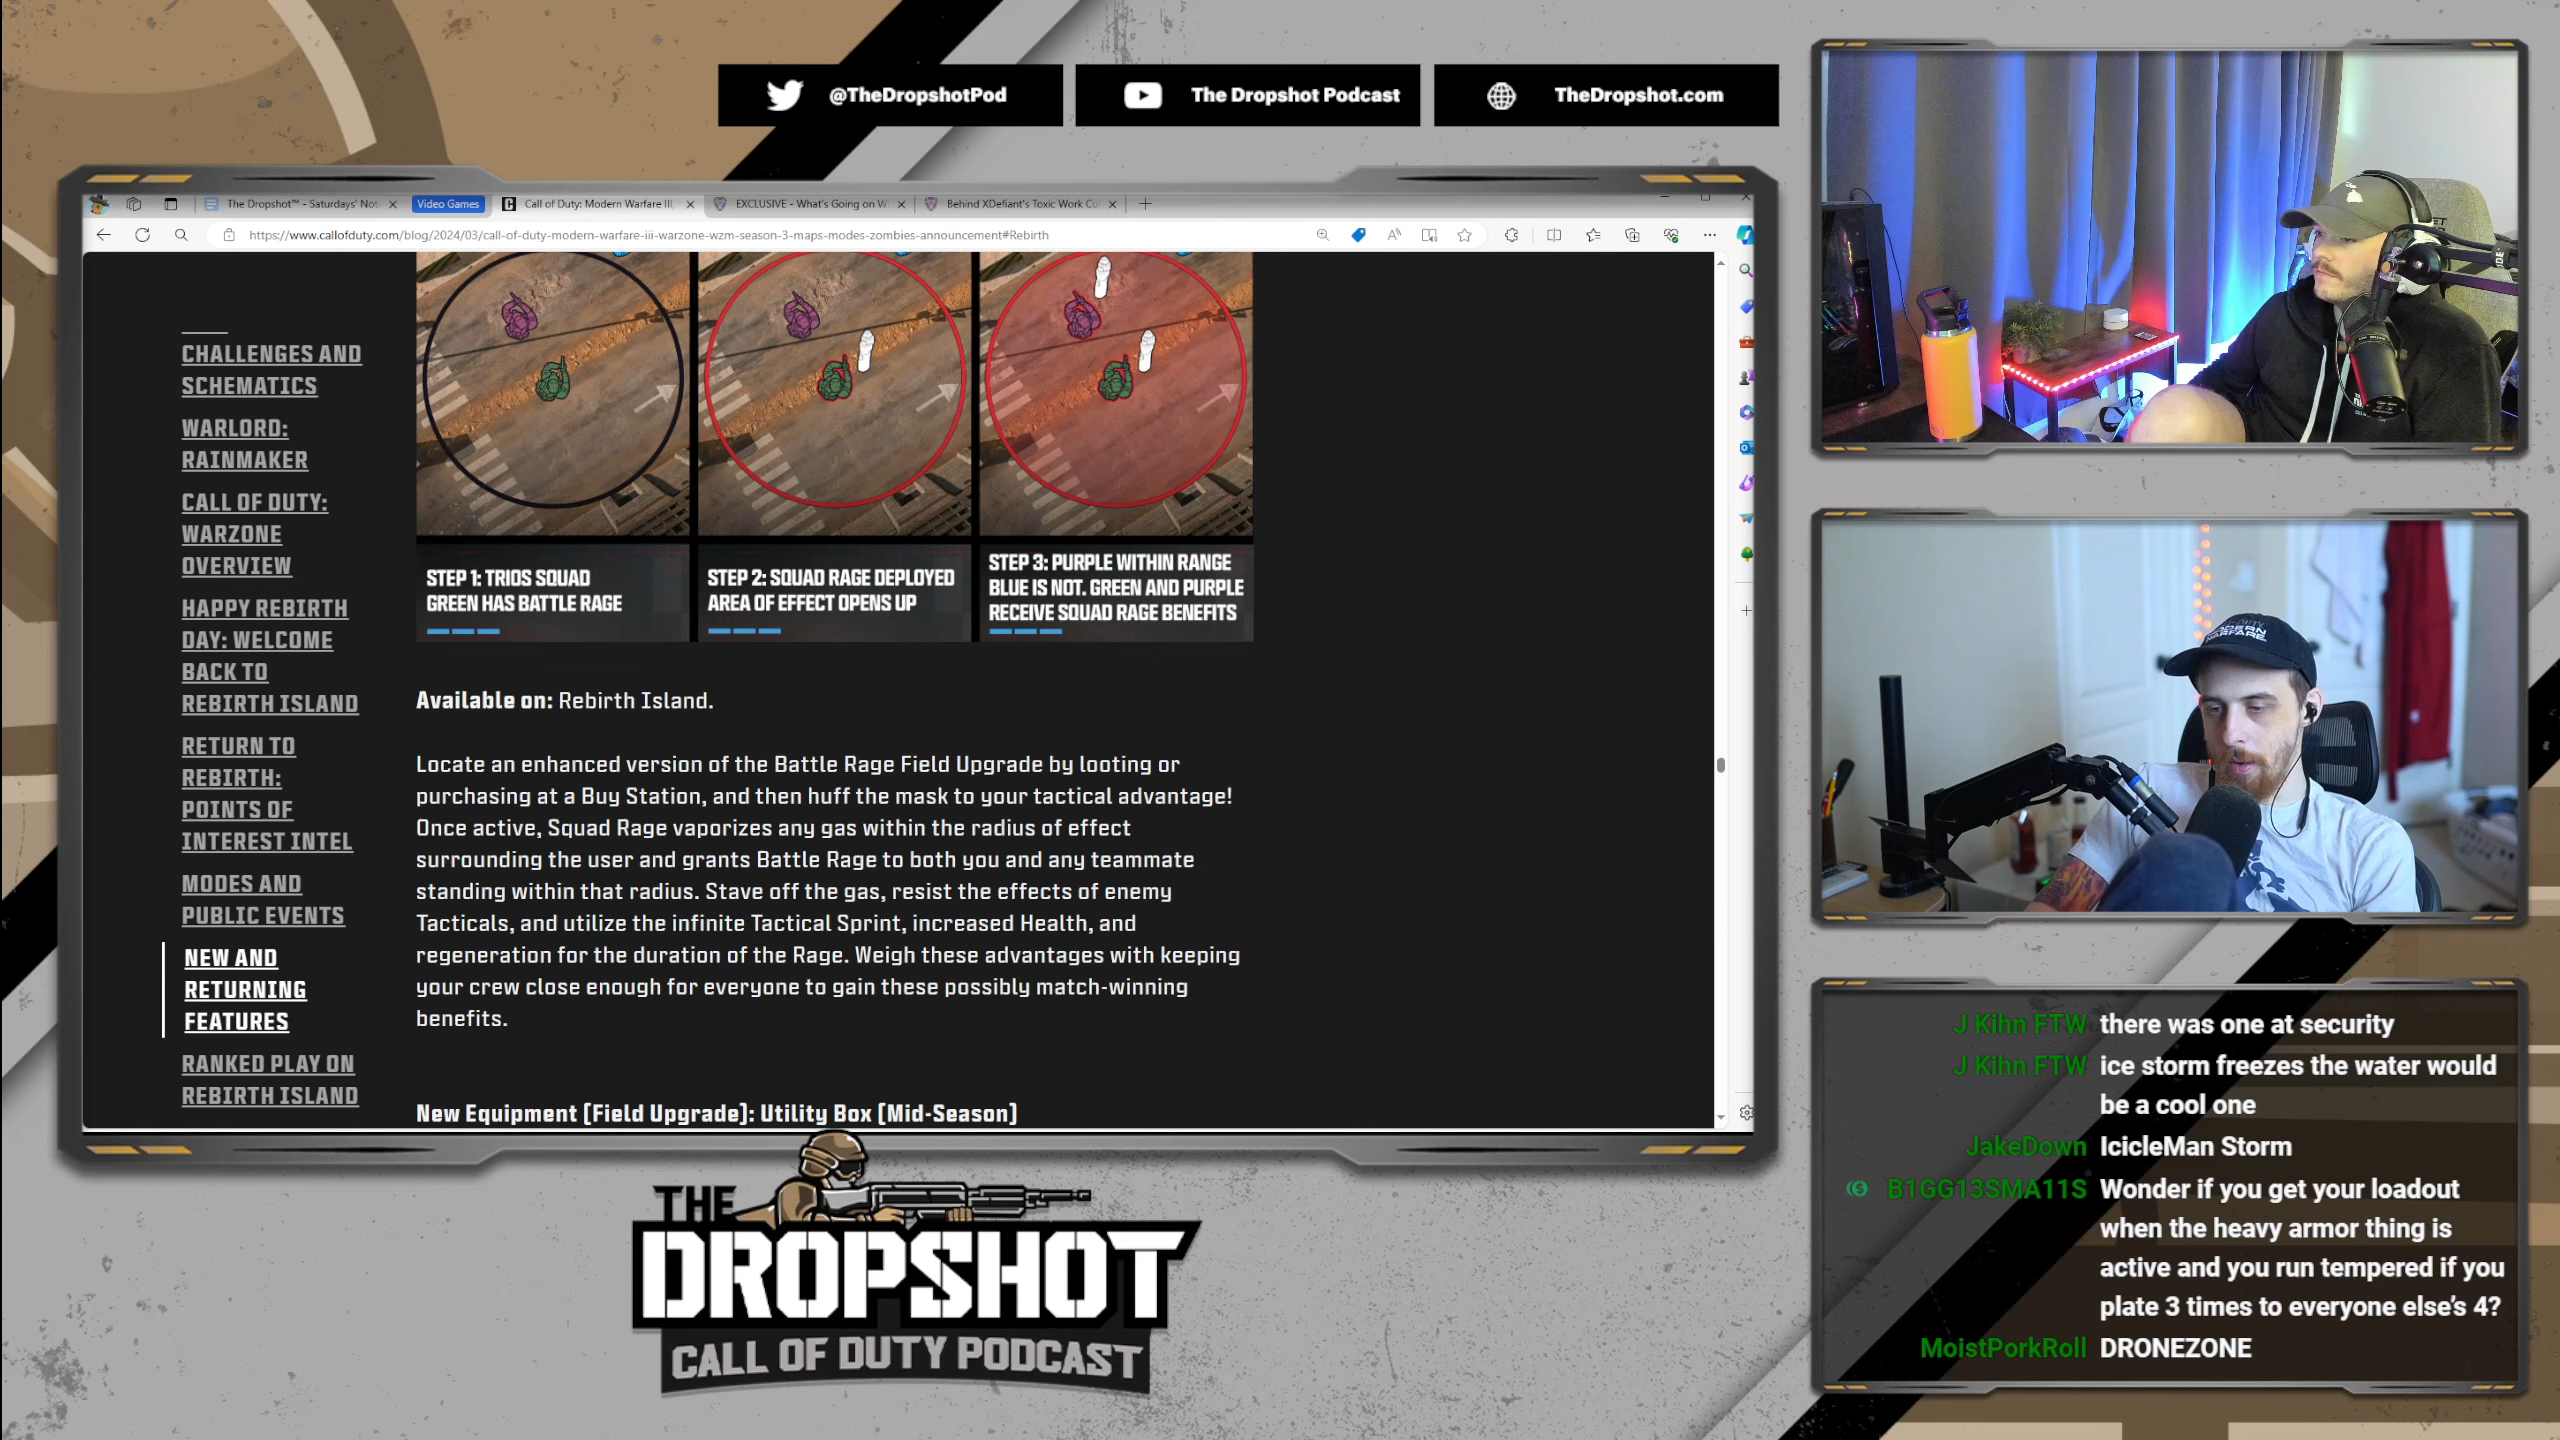 @TheDropshotPod
The Dropshot Podcast
TheDropshot.com
The Dropshot™ - Saturdays' Not
Video Games
Call of Duty: Modern Warfare III,
EXCLUSIVE - What's Going on W
Behind XDefiant's Toxic Work Cu
https://www.callofduty.com/blog/2024/03/call-of-duty-modern-warfare-iii-warzone-wzm-season-3-maps-modes-zombies-announcement#Rebirth
CHALLENGES AND
SCHEMATICS
WARLORD:
RAINMAKER
CALL OF DUTY:
WARZONE
OVERVIEW
HAPPY REBIRTH
DAY: WELCOME
BACK TO
REBIRTH ISLAND
RETURN TO
REBIRTH:
POINTS OF
INTEREST INTEL
MODES AND
PUBLIC EVENTS
NEW AND
RETURNING
FEATURES
RANKED PLAY ON
REBIRTH ISLAND
STEP 1: TRIOS SQUAD
GREEN HAS BATTLE RAGE
STEP 2: SQUAD RAGE DEPLOYED
AREA OF EFFECT OPENS UP
STEP 3: PURPLE WITHIN RANGE
BLUE IS NOT. GREEN AND PURPLE
RECEIVE SQUAD RAGE BENEFITS
Available on: Rebirth Island.
Locate an enhanced version of the Battle Rage Field Upgrade by looting or
purchasing at a Buy Station, and then huff the mask to your tactical advantage!
Once active, Squad Rage vaporizes any gas within the radius of effect
surrounding the user and grants Battle Rage to both you and any teammate
standing within that radius. Stave off the gas, resist the effects of enemy
Tacticals, and utilize the infinite Tactical Sprint, increased Health, and
regeneration for the duration of the Rage. Weigh these advantages with keeping
your crew close enough for everyone to gain these possibly match-winning
benefits.
New Equipment [Field Upgrade]: Utility Box [Mid-Season]
MODERN
WARFARE
J Kihn FTW there was one at security
J Kihn FTW ice storm freezes the water would
be a cool one
JakeDown IcicleMan Storm
B1GG13SMA11S Wonder if you get your loadout
when the heavy armor thing is
active and you run tempered if you
plate 3 times to everyone else's 4?
MoistPorkRoll DRONEZONE
THE
DROPSHOT
CALL OF DUTY PODCAST